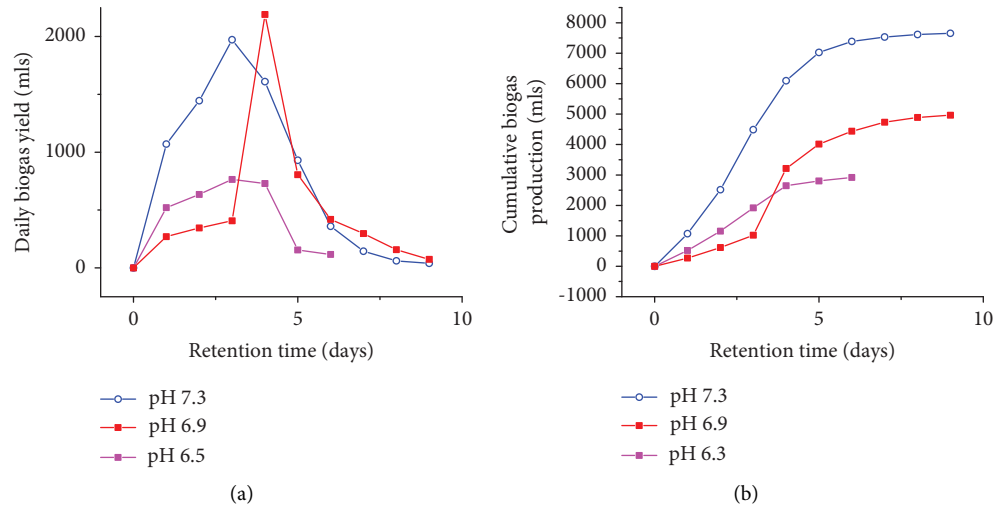 2000
1000
0
Daily biogas yield (mls)
0
5
10
Retention time (days)
pH 7.3
pH 6.9
pH 6.5
(a)
8000
7000
6000
5000
4000
3000
2000
1000
0
-1000
Cumulative biogas
production (mls)
0
5
10
Retention time (days)
pH 7.3
pH 6.9
pH 6.3
(b)